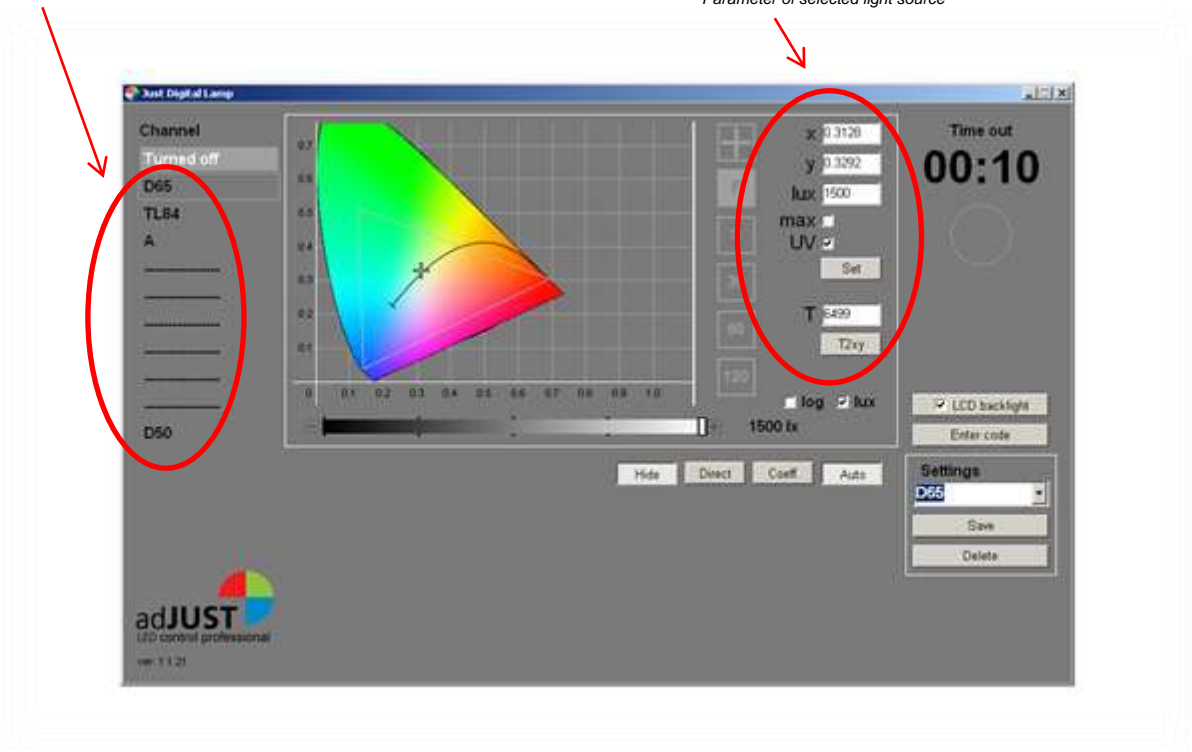 Parameter of selected light source
Just Digital Lamp
Channel
Turned off
D65
TL84
A
---------------
---------------
---------------
---------------
---------------
---------------
D50
0.7
0.5
0.4
0.3
0.2
0.1
0 0.1 0.2 0.3 0.4 0.5 0.6 0.7 0.8 0.9 1.0
60
120
x 0.3128
y 0.3292
lux 1500
max
UV
Set
T 6499
T2xy
log lux
- + 1500 lx
Hide Direct Coeff. Auto
Time out
00:10
LCD backlight
Enter code
Settings
D65
Save
Delete
adJUST
LED control professional
ver: 1.1.21